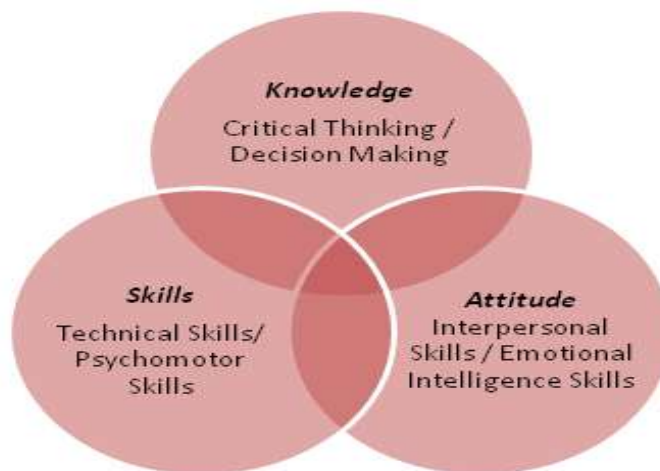 Knowledge
Critical Thinking /
Decision Making
Skills
Technical Skills/
Psychomotor
Skills
Attitude
Interpersonal
Skills / Emotional
Intelligence Skills